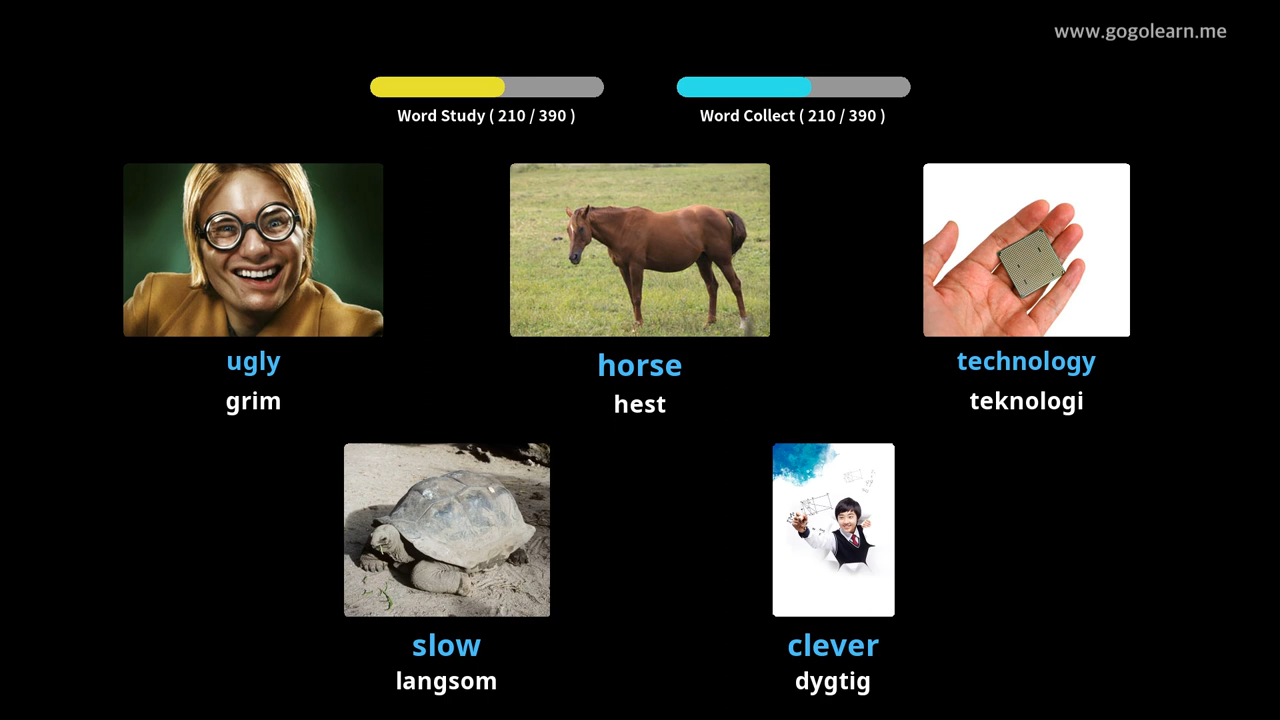 www.gogolearn.me
Word Study ( 210 / 390 )
Word Collect ( 210 / 390 )
ugly
grim
horse
hest
technology
teknologi
slow
langsom
clever
dygtig